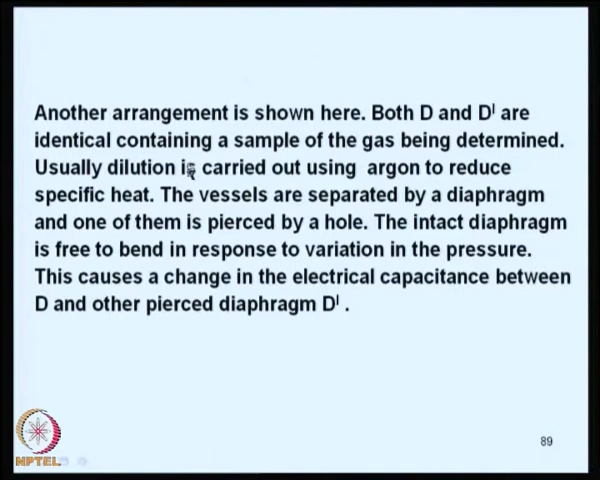 Another arrangement is shown here. Both D and Dᴵ are
identical containing a sample of the gas being determined.
Usually dilution is carried out using argon to reduce
specific heat. The vessels are separated by a diaphragm
and one of them is pierced by a hole. The intact diaphragm
is free to bend in response to variation in the pressure.
This causes a change in the electrical capacitance between
D and other pierced diaphragm Dᴵ .
89
NPTEL